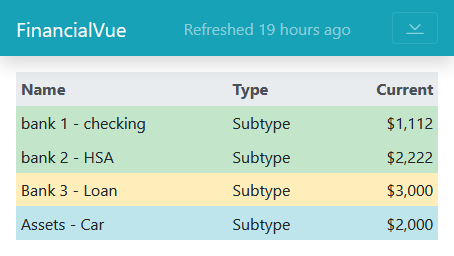 FinancialVue Refreshed 19 hours ago
Name Type Current
bank 1 - checking Subtype $1,112
bank 2 - HSA Subtype $2,222
Bank 3 - Loan Subtype $3,000
Assets - Car Subtype $2,000